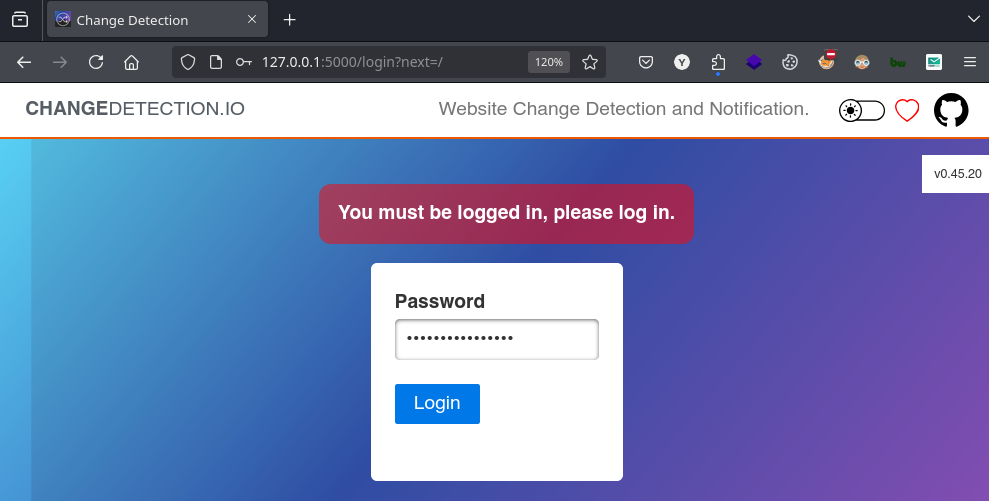 Change Detection
127.0.0.1:5000/login?next=/
120%
CHANGEDETECTION.IO
Website Change Detection and Notification.
v0.45.20
You must be logged in, please log in.
Password
••••••••••••••••
Login